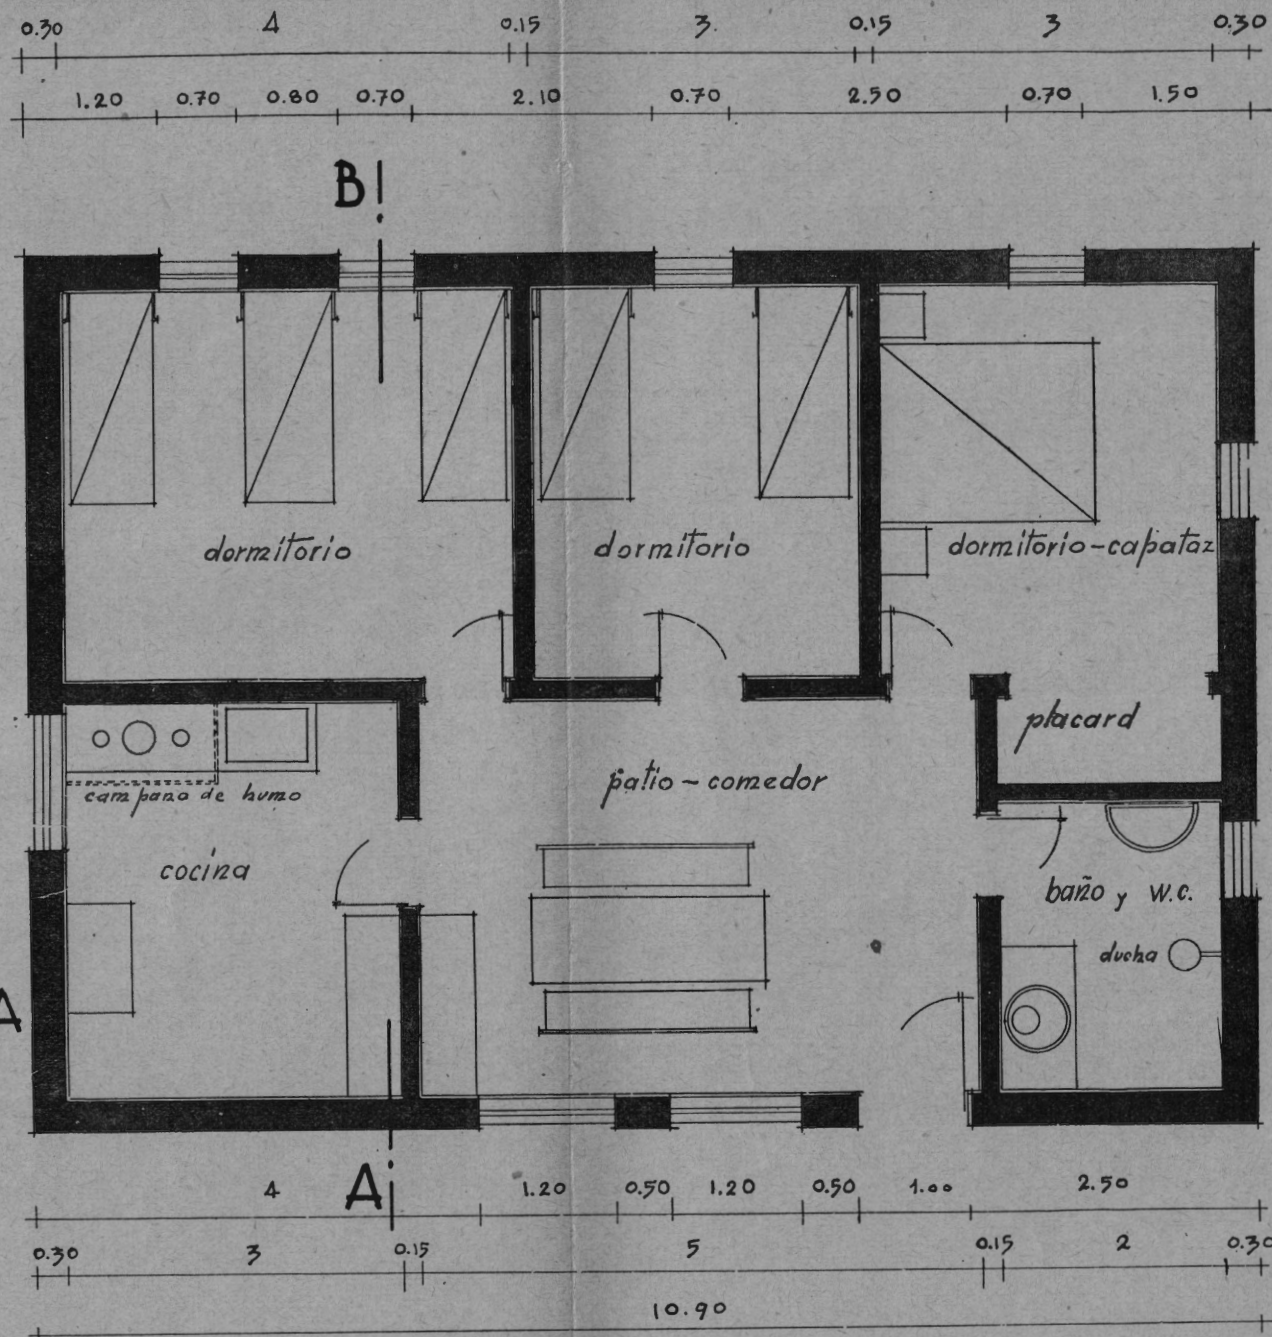 0.30 4 0.15 3. 0.15 3 0.30
1.20 0.70 0.80 0.70 2.10 0.70 2.50 0.70 1.50
B
dormitorio dormitorio dormitorio-capataz
placard
patio-comedor
campana de humo
cocina
baño y W.C.
ducha
A
A
4 1.20 0.50 1.20 0.50 1.00 2.50
0.30 3 0.15 5 0.15 2 0.30
10.90